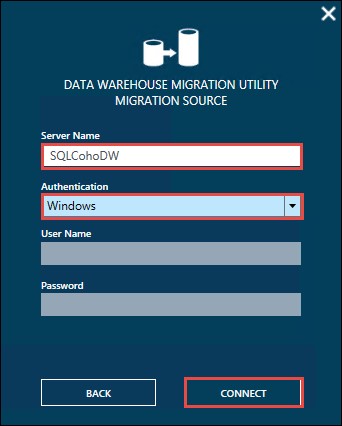 DATA WAREHOUSE MIGRATION UTILITY
MIGRATION SOURCE
Server Name
SQLCohoDW
Authentication
Windows
User Name
Password
BACK
CONNECT